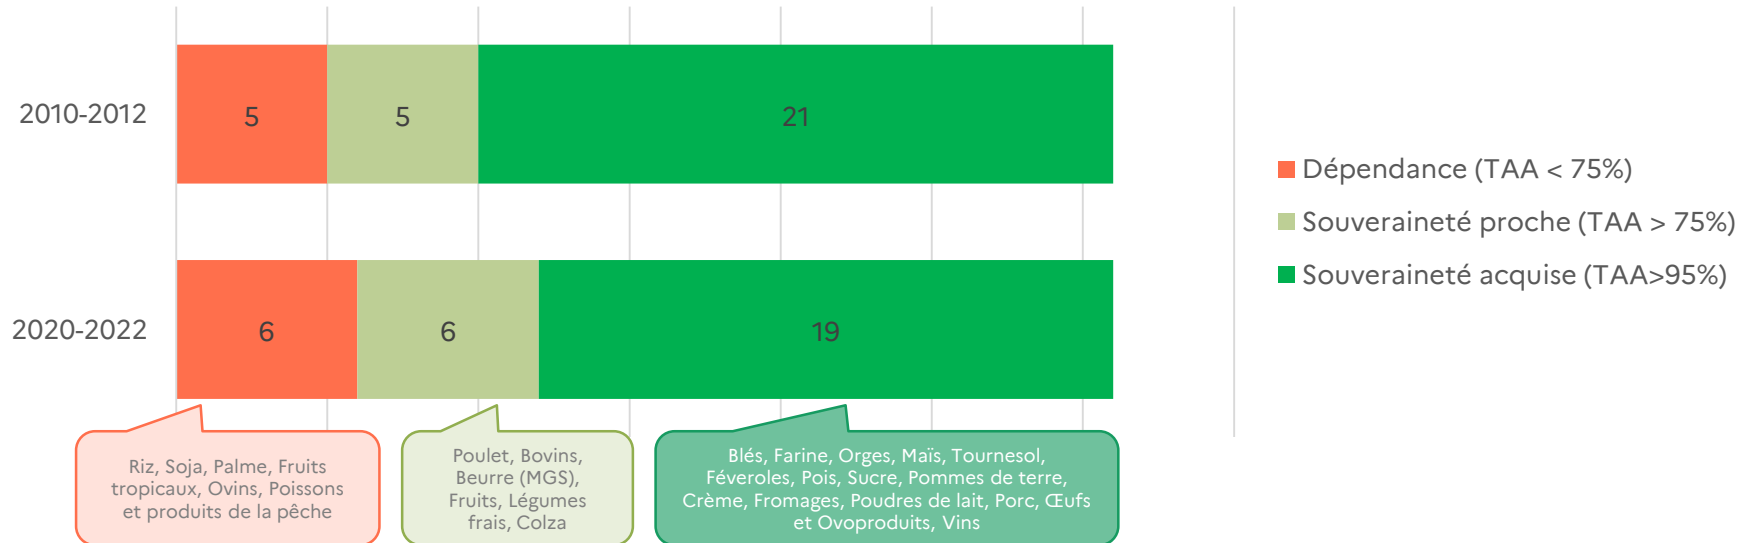 2010-2012
5
5
21
2020-2022
6
6
19
Dépendance (TAA < 75%)
Souveraineté proche (TAA > 75%)
Souveraineté acquise (TAA>95%)
Riz, Soja, Palme, Fruits
tropicaux, Ovins, Poissons
et produits de la pêche
Poulet, Bovins,
Beurre (MGS),
Fruits, Légumes
frais, Colza
Blés, Farine, Orges, Maïs, Tournesol,
Féveroles, Pois, Sucre, Pommes de terre,
Crème, Fromages, Poudres de lait, Porc, Œufs
et Ovoproduits, Vins